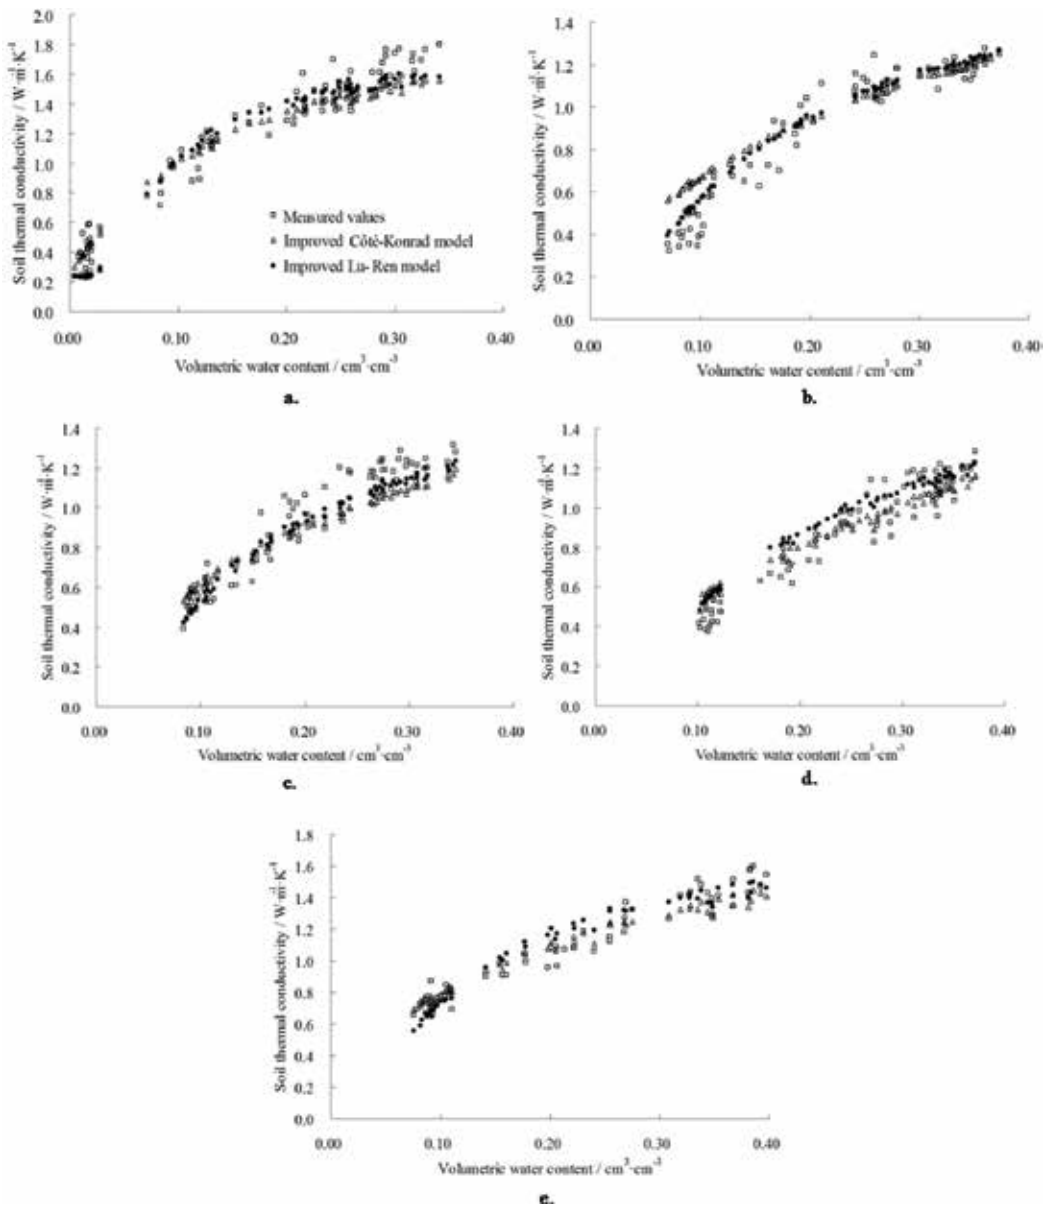 Soil thermal conductivity / W·m⁻¹·K⁻¹
2.0
1.8
1.6
1.4
1.2
1.0
0.8
0.6
0.4
0.2
0.0
Measured values
Improved Côté-Konrad model
Improved Lu- Ren model
0.00 0.10 0.20 0.30 0.40
Volumetric water content / cm³·cm⁻³
a.
Soil thermal conductivity / W·m⁻¹·K⁻¹
1.4
1.2
1.0
0.8
0.6
0.4
0.2
0.0
0.00 0.10 0.20 0.30 0.40
Volumetric water content / cm³·cm⁻³
b.
Soil thermal conductivity / W·m⁻¹·K⁻¹
1.4
1.2
1.0
0.8
0.6
0.4
0.2
0.0
0.00 0.10 0.20 0.30 0.40
Volumetric water content / cm³·cm⁻³
c.
Soil thermal conductivity / W·m⁻¹·K⁻¹
1.4
1.2
1.0
0.8
0.6
0.4
0.2
0.0
0.00 0.10 0.20 0.30 0.40
Volumetric water content / cm³·cm⁻³
d.
Soil thermal conductivity / W·m⁻¹·K⁻¹
1.8
1.6
1.4
1.2
1.0
0.8
0.6
0.4
0.2
0.0
0.00 0.10 0.20 0.30 0.40
Volumetric water content / cm³·cm⁻³
e.